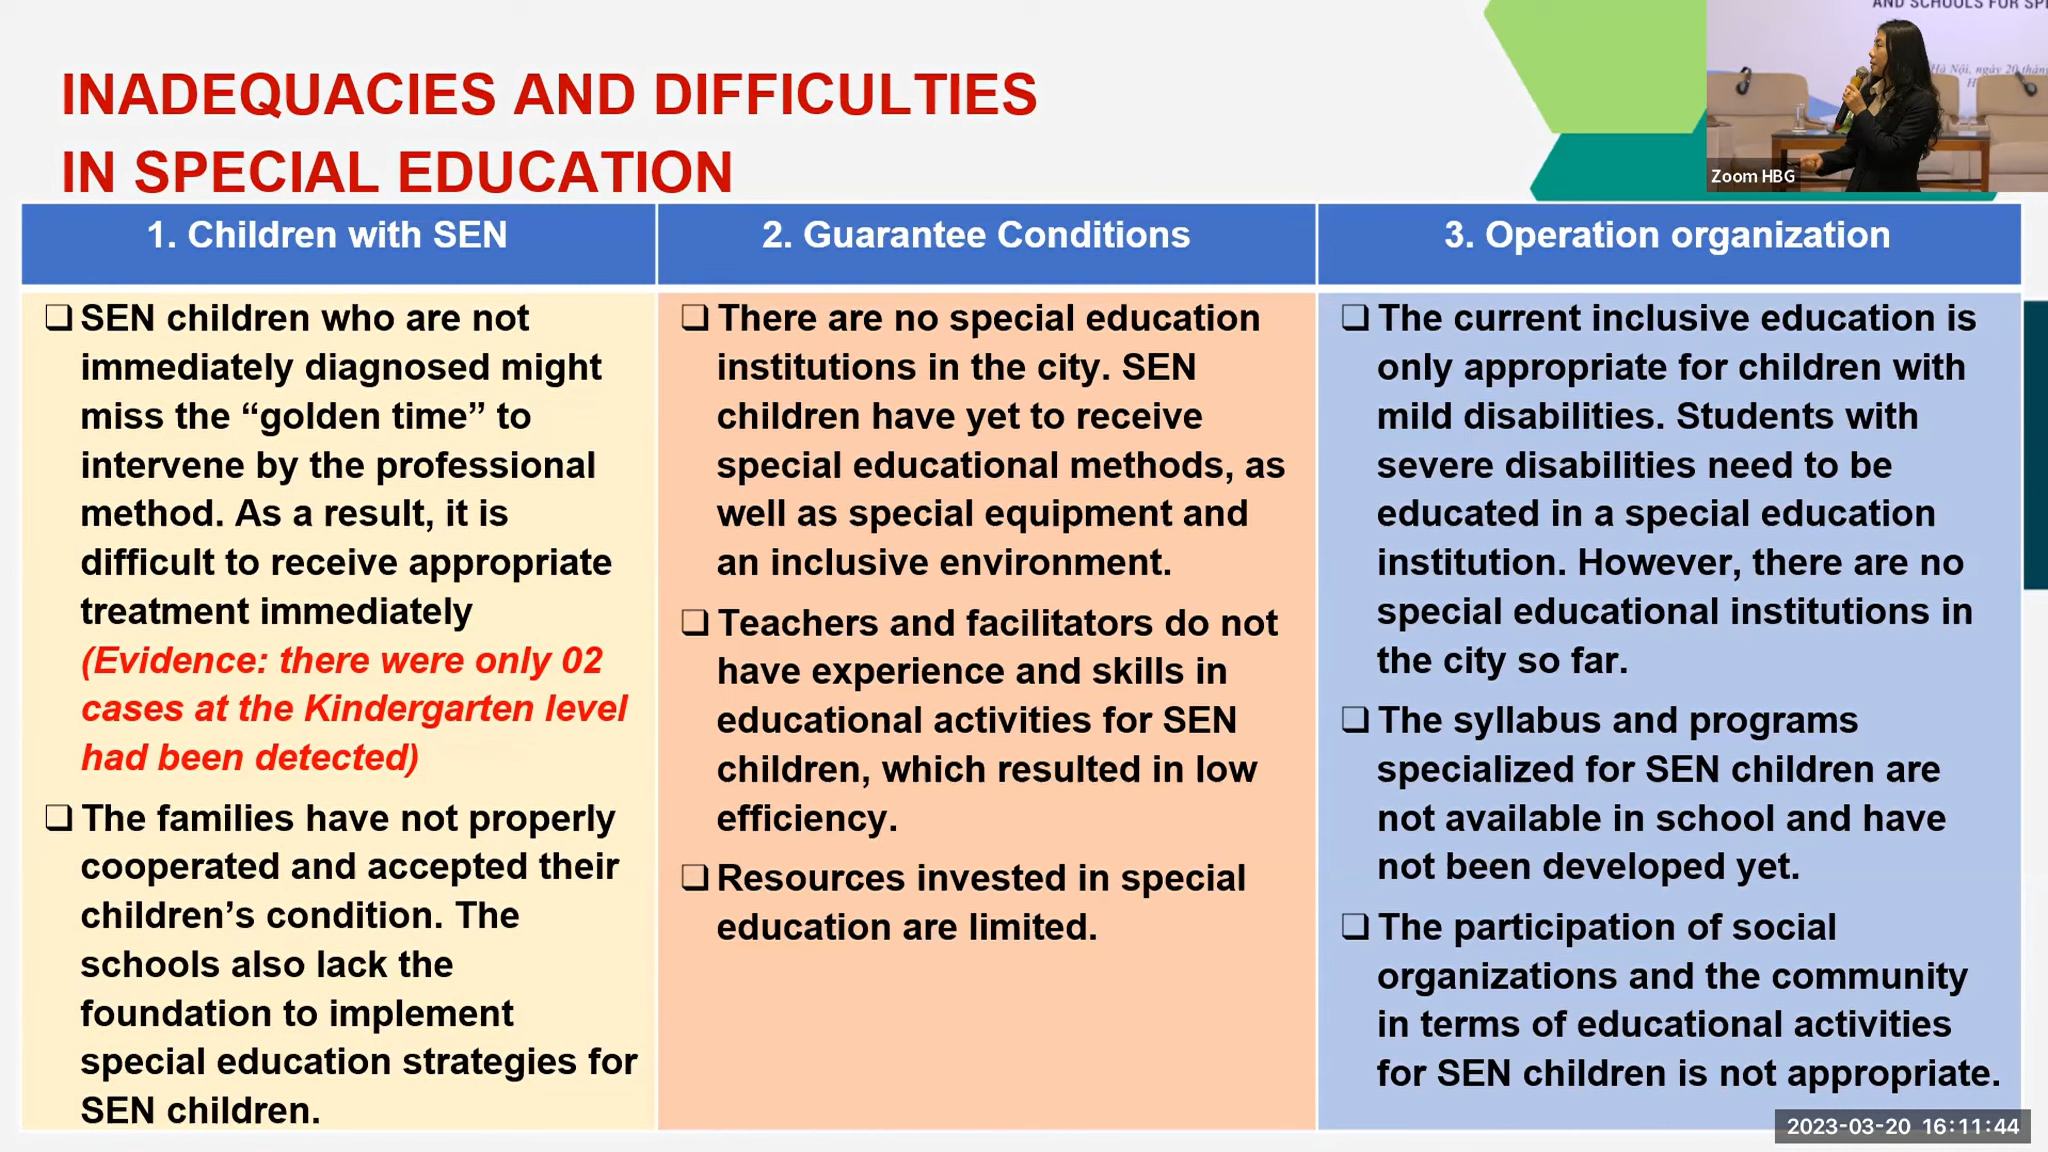 AND SCHOOLS FOR SPE
Hà Nội, ngày 20 tháng
Zoom HBG
INADEQUACIES AND DIFFICULTIES
IN SPECIAL EDUCATION
1. Children with SEN
❑ SEN children who are not
immediately diagnosed might
miss the “golden time” to
intervene by the professional
method. As a result, it is
difficult to receive appropriate
treatment immediately
(Evidence: there were only 02
cases at the Kindergarten level
had been detected)
❑ The families have not properly
cooperated and accepted their
children’s condition. The
schools also lack the
foundation to implement
special education strategies for
SEN children.
2. Guarantee Conditions
❑ There are no special education
institutions in the city. SEN
children have yet to receive
special educational methods, as
well as special equipment and
an inclusive environment.
❑ Teachers and facilitators do not
have experience and skills in
educational activities for SEN
children, which resulted in low
efficiency.
❑ Resources invested in special
education are limited.
3. Operation organization
❑ The current inclusive education is
only appropriate for children with
mild disabilities. Students with
severe disabilities need to be
educated in a special education
institution. However, there are no
special educational institutions in
the city so far.
❑ The syllabus and programs
specialized for SEN children are
not available in school and have
not been developed yet.
❑ The participation of social
organizations and the community
in terms of educational activities
for SEN children is not appropriate.
2023-03-20 16:11:44